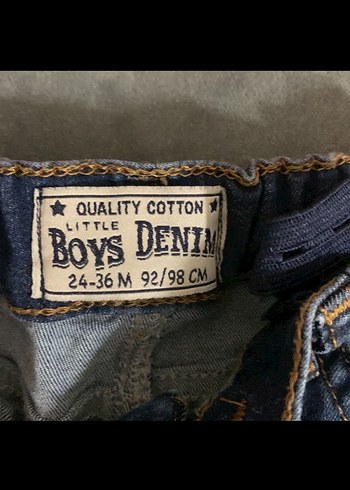 ★ QUALITY COTTON ★
LITTLE
BOYS DENIM
24-36 M 92/98 CM